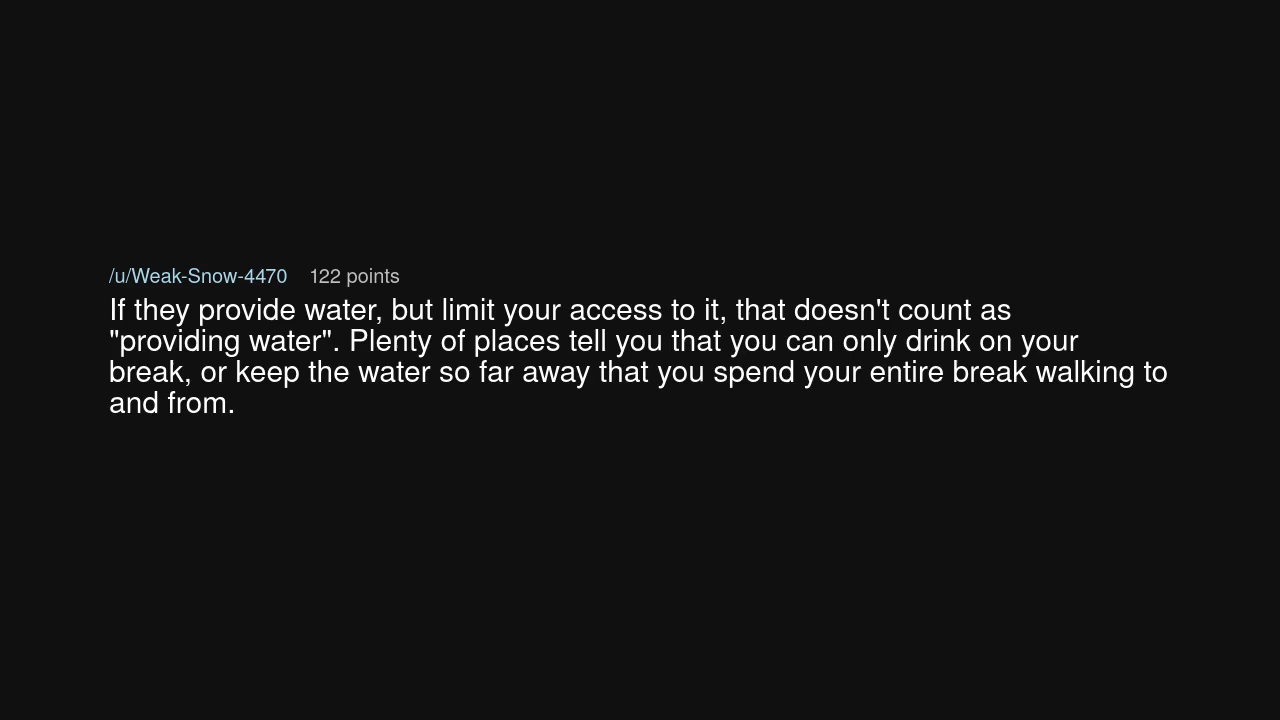 /u/Weak-Snow-4470 122 points
If they provide water, but limit your access to it, that doesn't count as
"providing water". Plenty of places tell you that you can only drink on your
break, or keep the water so far away that you spend your entire break walking to
and from.